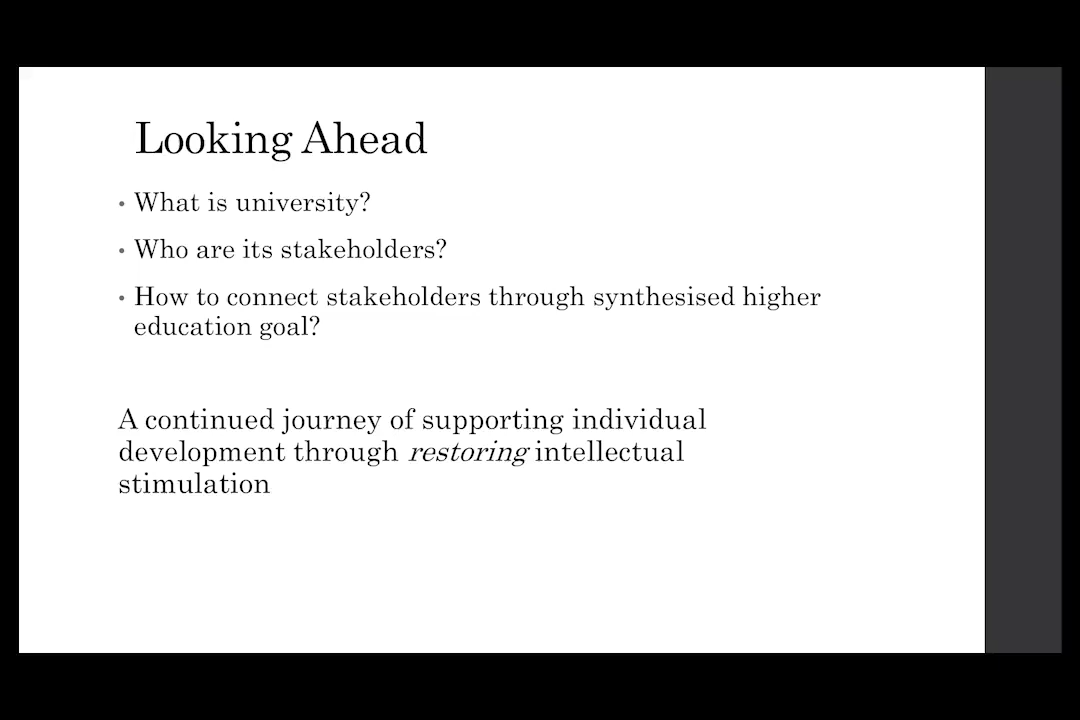 Looking Ahead
• What is university?
• Who are its stakeholders?
• How to connect stakeholders through synthesised higher
education goal?
A continued journey of supporting individual
development through restoring intellectual
stimulation